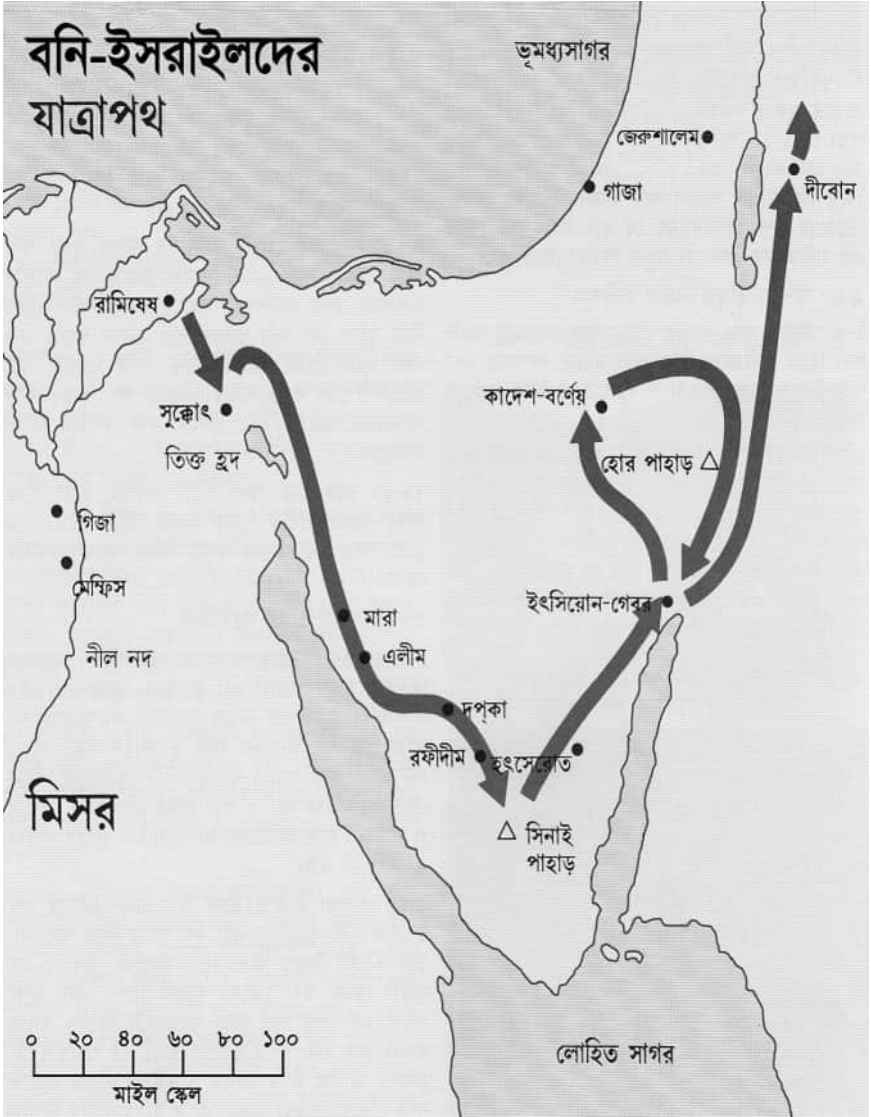 বনি-ইসরাইলদের
যাত্রাপথ
ভূমধ্যসাগর
জেরুশালেম
গাজা
দীবোন
রামিষেষ
সুক্কোৎ
তিক্ত হ্রদ
কাদেশ-বর্ণেয়
হোর পাহাড়
গিজা
মেম্ফিস
ইৎসিয়োন-গেবর
মারা
এলীম
নীল নদ
দপ্‌কা
রফীদীম
হৎসেরোত
মিসর
সিনাই
পাহাড়
লোহিত সাগর
০ ২০ ৪০ ৬০ ৮০ ১০০
মাইল স্কেল